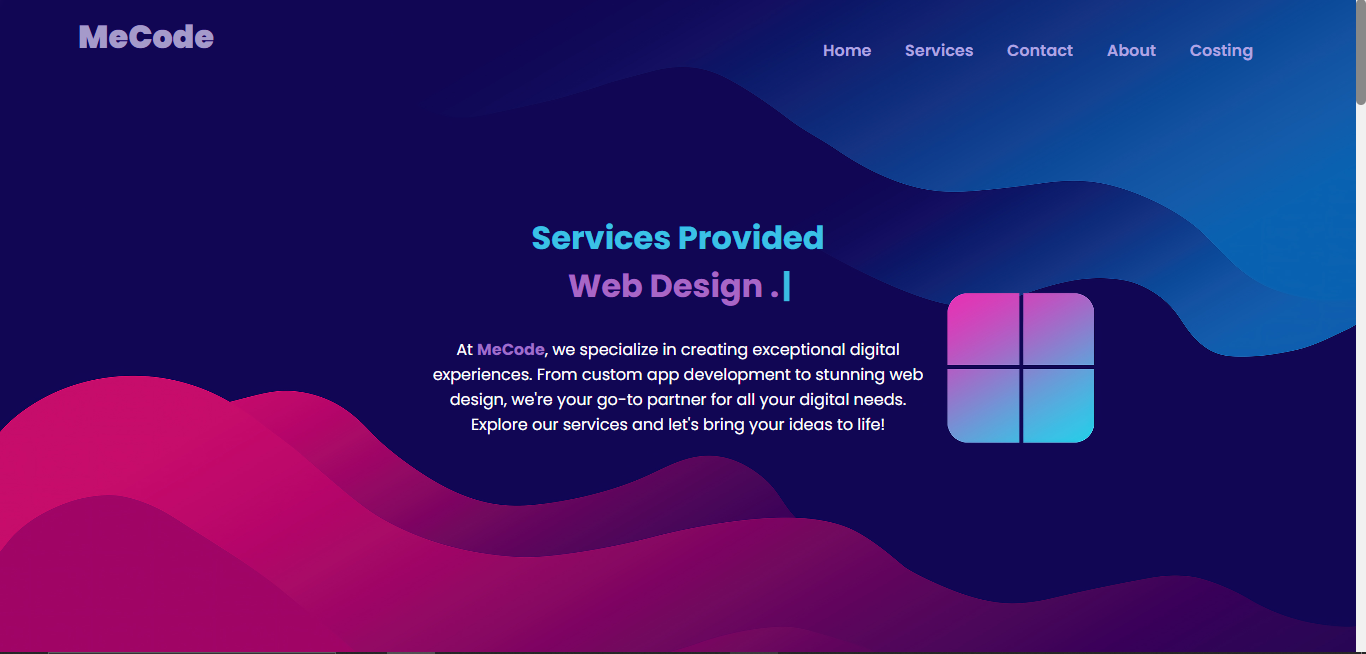 MeCode
Home Services Contact About Costing
Services Provided
Web Design .|
At MeCode, we specialize in creating exceptional digital
experiences. From custom app development to stunning web
design, we're your go-to partner for all your digital needs.
Explore our services and let's bring your ideas to life!